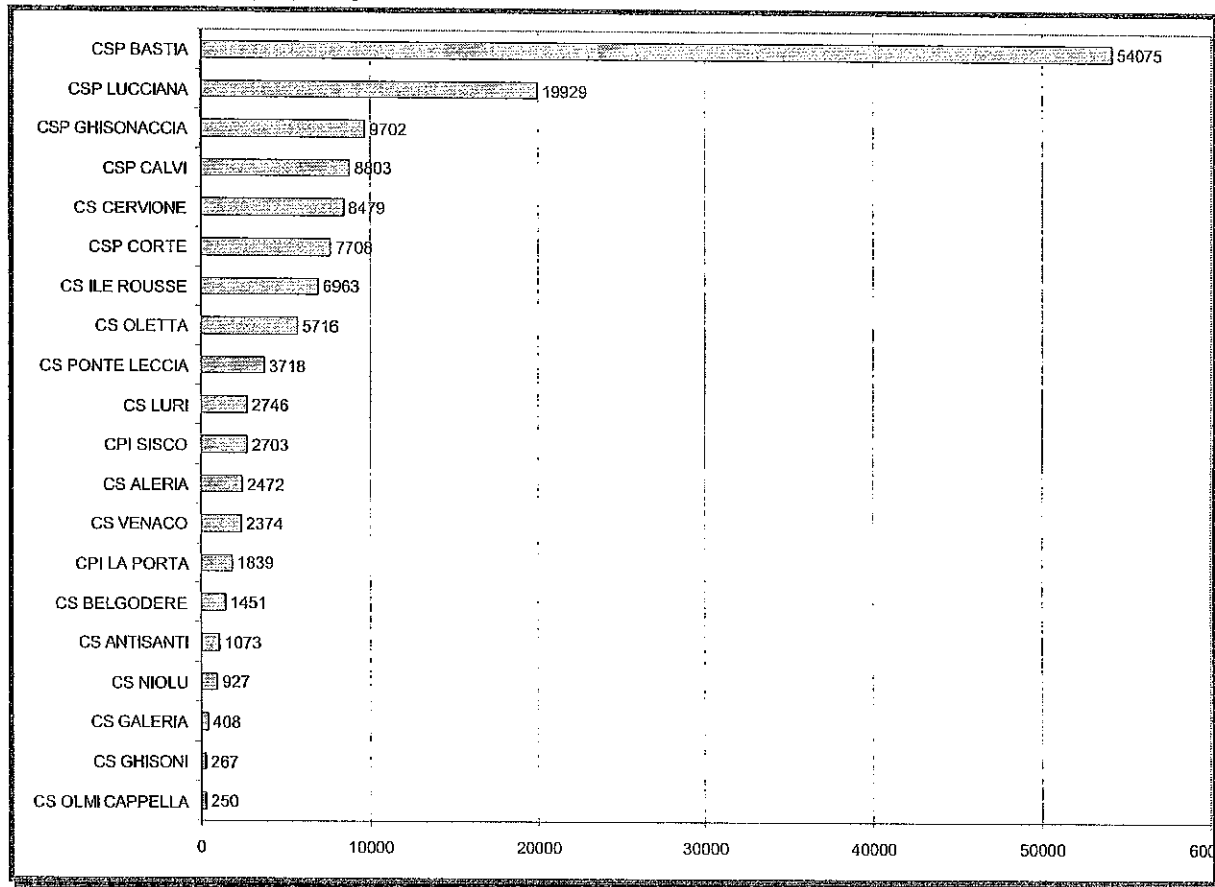 CSP BASTIA 54075
CSP LUCCIANA 19929
CSP GHISONACCIA 9702
CSP CALVI 8803
CS CERVIONE 8479
CSP CORTE 7708
CS ILE ROUSSE 6963
CS OLETTA 5716
CS PONTE LECCIA 3718
CS LURI 2746
CPI SISCO 2703
CS ALERIA 2472
CS VENACO 2374
CPI LA PORTA 1839
CS BELGODERE 1451
CS ANTISANTI 1073
CS NIOLU 927
CS GALERIA 408
CS GHISONI 267
CS OLMI CAPPELLA 250
0 10000 20000 30000 40000 50000 600